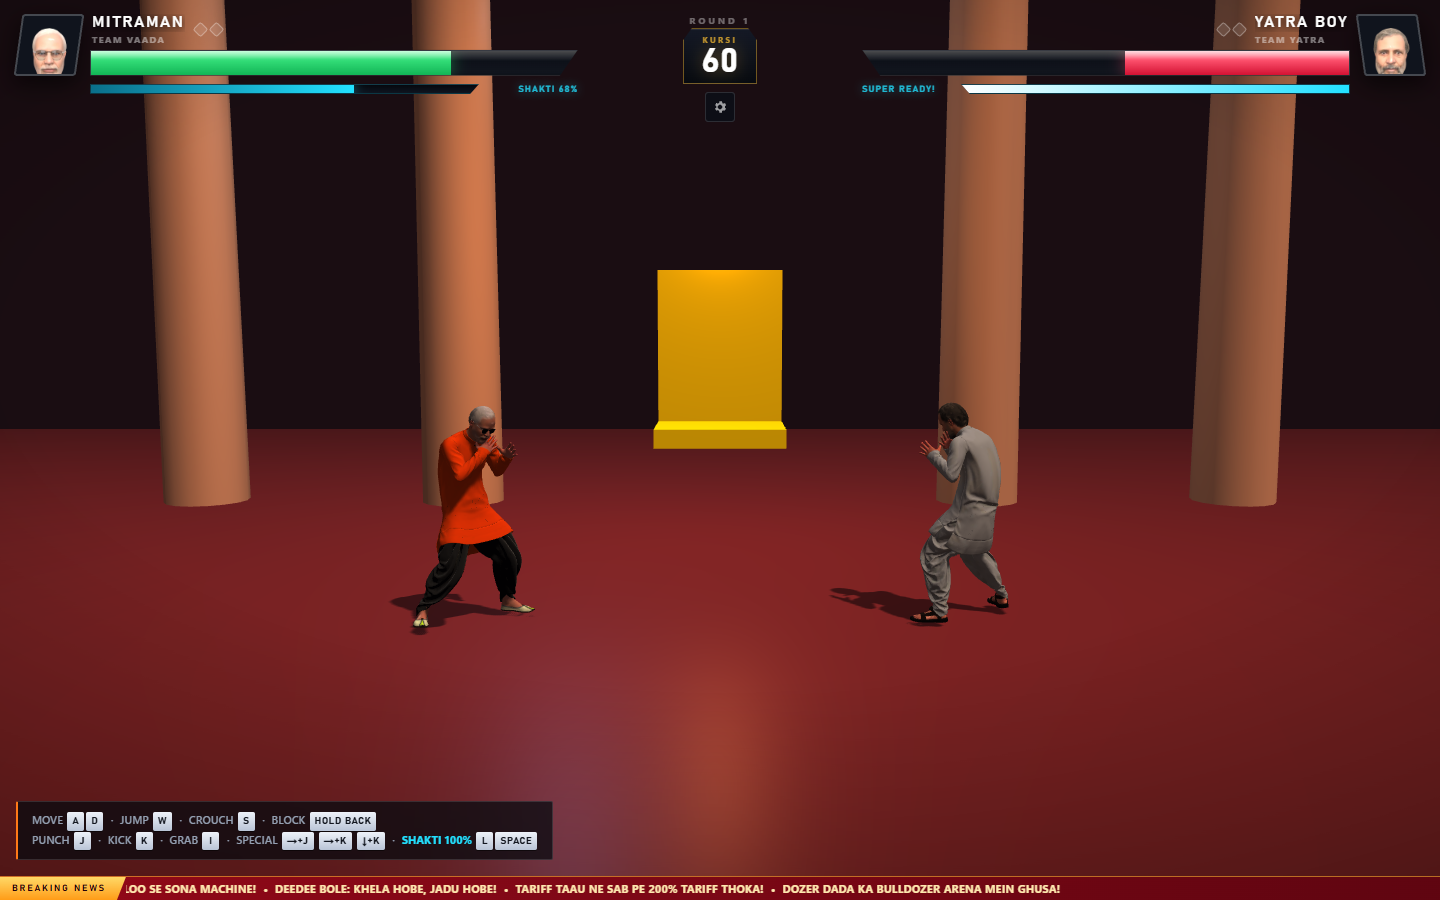 MITRAMAN
TEAM VAADA
SHAKTI 68%
ROUND 1
KURSI
60
YATRA BOY
TEAM YATRA
SUPER READY!
MOVE A D · JUMP W · CROUCH S · BLOCK HOLD BACK
PUNCH J · KICK K · GRAB I · SPECIAL →+J →+K ↓+K · SHAKTI 100% L SPACE
BREAKING NEWS
LOO SE SONA MACHINE! • DEEDEE BOLE: KHELA HOBE, JADU HOBE! • TARIFF TAAU NE SAB PE 200% TARIFF THOKA! • DOZER DADA KA BULLDOZER ARENA MEIN GHUSA!